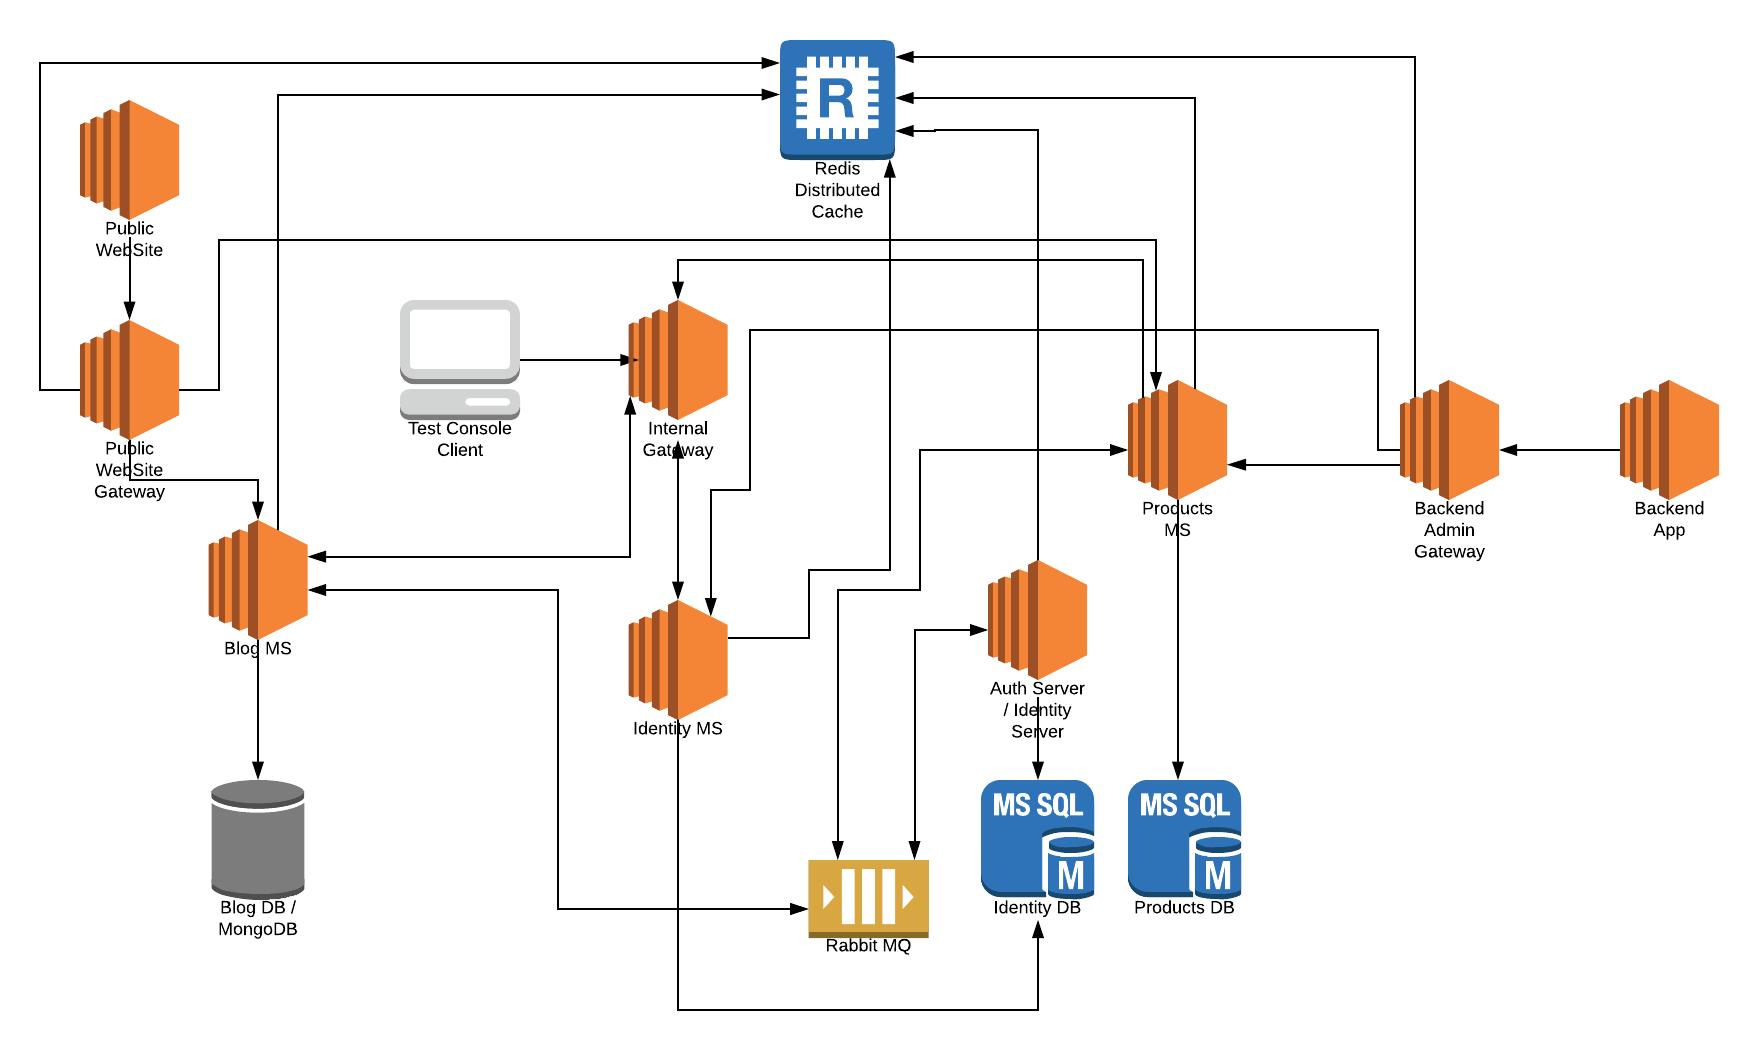 R
Redis
Distributed
Cache
Public
WebSite
Public
WebSite
Gateway
Test Console
Client
Internal
Gateway
Products
MS
Backend
Admin
Gateway
Backend
App
Blog MS
Identity MS
Auth Server
/ Identity
Server
Blog DB /
MongoDB
Rabbit MQ
MS SQL
M
Identity DB
MS SQL
M
Products DB